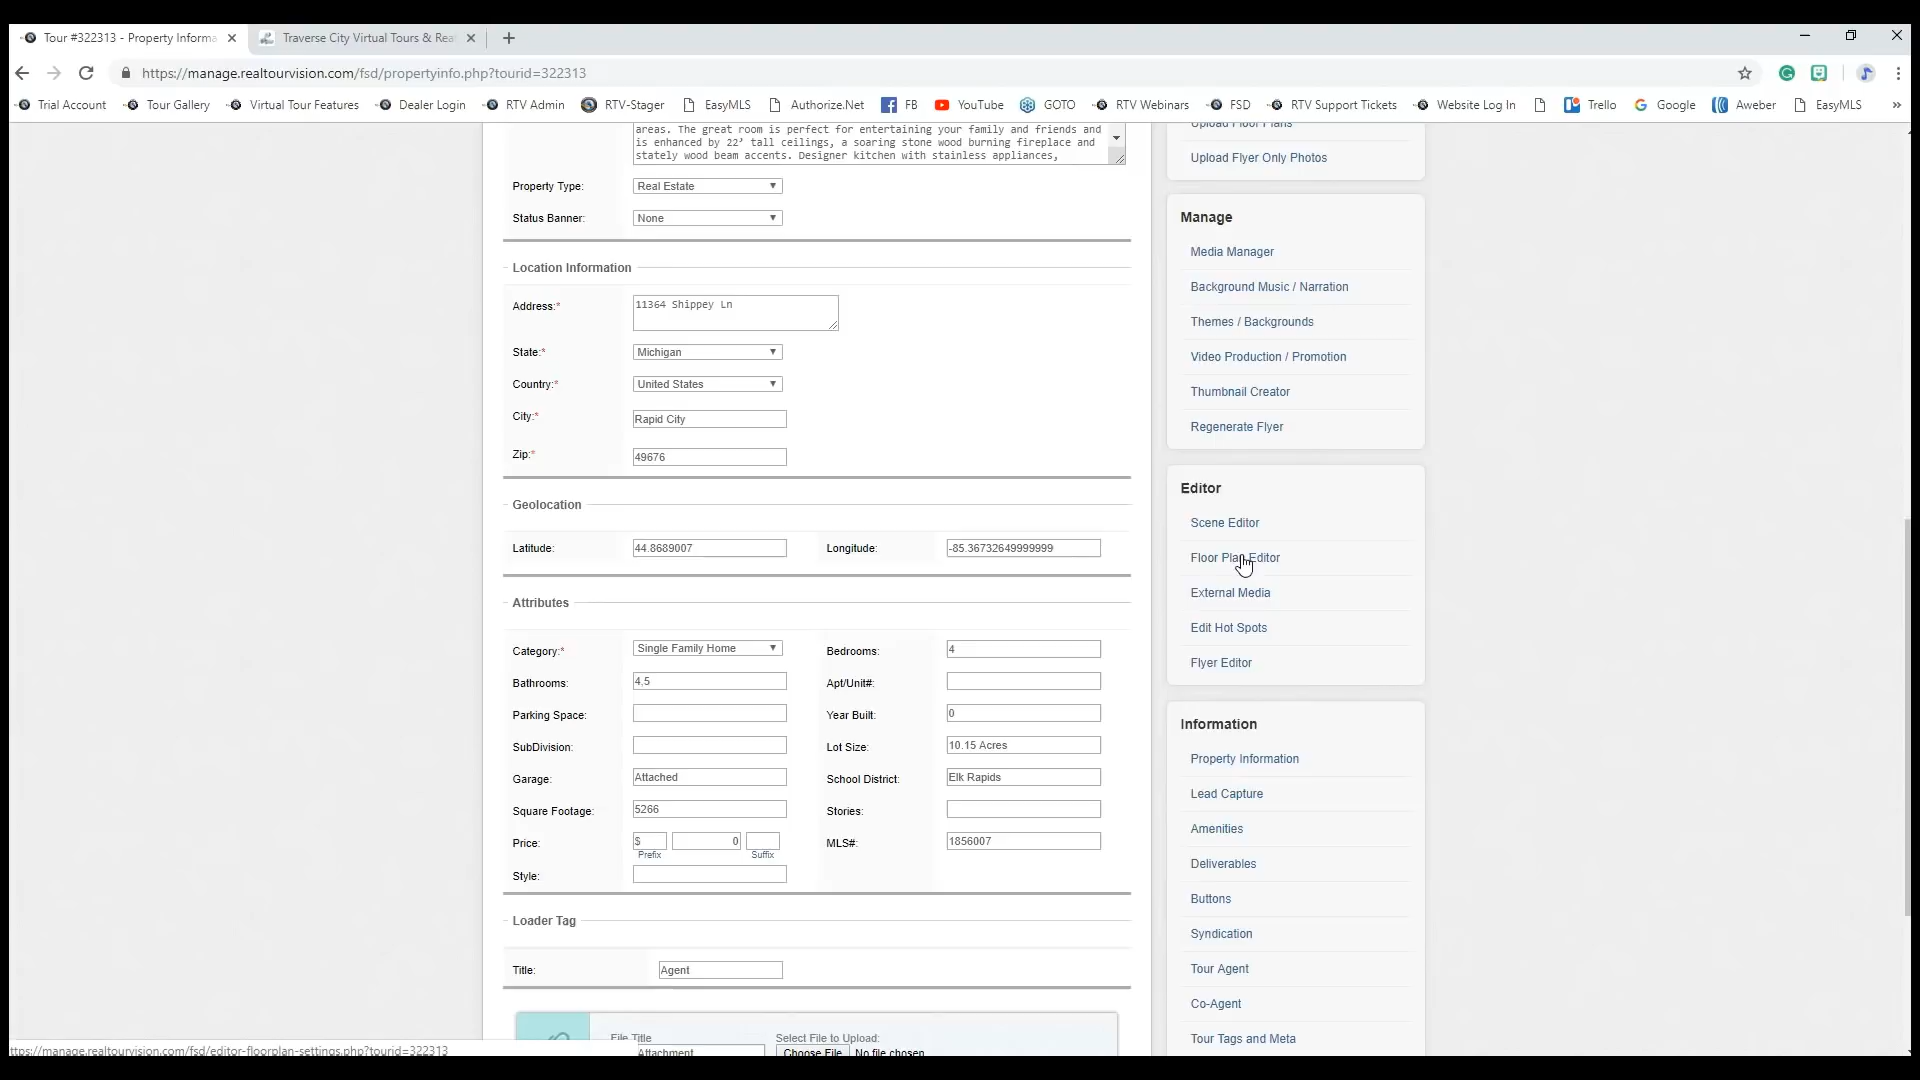 Tour #322313 - Property Informa
Traverse City Virtual Tours & Rea
https://manage.realtourvision.com/fsd/propertyinfo.php?tourid=322313
Trial Account Tour Gallery Virtual Tour Features Dealer Login RTV Admin RTV-Stager EasyMLS Authorize.Net FB YouTube GOTO RTV Webinars FSD RTV Support Tickets Website Log In Trello Google Aweber EasyMLS »
areas. The great room is perfect for entertaining your family and friends and
is enhanced by 22' tall ceilings, a soaring stone wood burning fireplace and
stately wood beam accents. Designer kitchen with stainless appliances,
Property Type: Real Estate
Status Banner: None
Location Information
Address:* 11364 Shippey Ln
State:* Michigan
Country:* United States
City:* Rapid City
Zip:* 49676
Geolocation
Latitude: 44.8689007 Longitude: -85.36732649999999
Attributes
Category:* Single Family Home Bedrooms: 4
Bathrooms: 4.5 Apt/Unit#:
Parking Space: Year Built: 0
SubDivision: Lot Size: 10.15 Acres
Garage: Attached School District: Elk Rapids
Square Footage: 5266 Stories:
Price: $ 0 MLS#: 1856007
Prefix Suffix
Style:
Loader Tag
Title: Agent
File Title Select File to Upload:
Attachment Choose File No file chosen
Upload Floor Plans
Upload Flyer Only Photos
Manage
Media Manager
Background Music / Narration
Themes / Backgrounds
Video Production / Promotion
Thumbnail Creator
Regenerate Flyer
Editor
Scene Editor
Floor Plan Editor
External Media
Edit Hot Spots
Flyer Editor
Information
Property Information
Lead Capture
Amenities
Deliverables
Buttons
Syndication
Tour Agent
Co-Agent
Tour Tags and Meta
ttps://manage.realtourvision.com/fsd/editor-floorplan-settings.php?tourid=322313